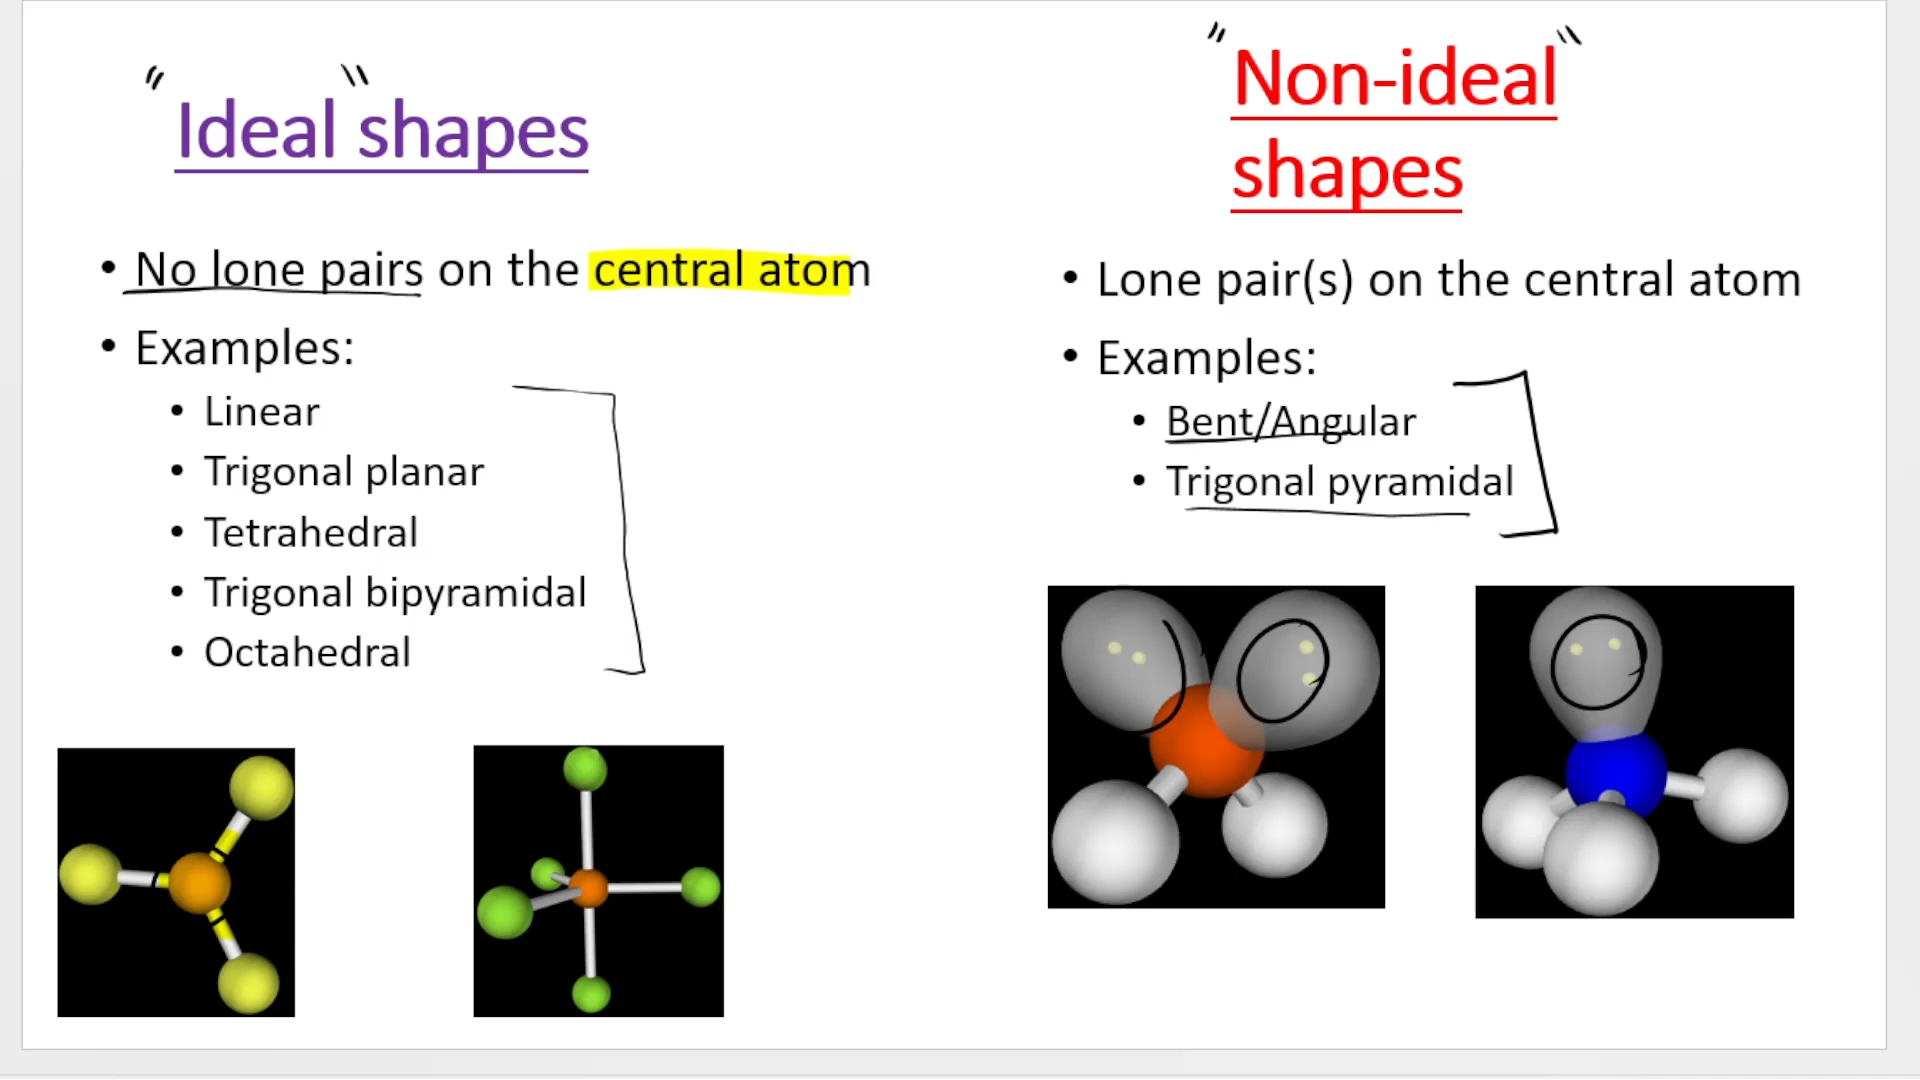 "Ideal" shapes
• No lone pairs on the central atom
• Examples:
• Linear
• Trigonal planar
• Tetrahedral
• Trigonal bipyramidal
• Octahedral
"Non-ideal"
shapes
• Lone pair(s) on the central atom
• Examples:
• Bent/Angular
• Trigonal pyramidal